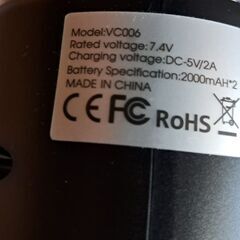 Model:VC006
Rated voltage: 7.4V
Charging voltage:DC-5V/2A
Battery Specification:2000mAH*2
MADE IN CHINA
CE FC RoHS